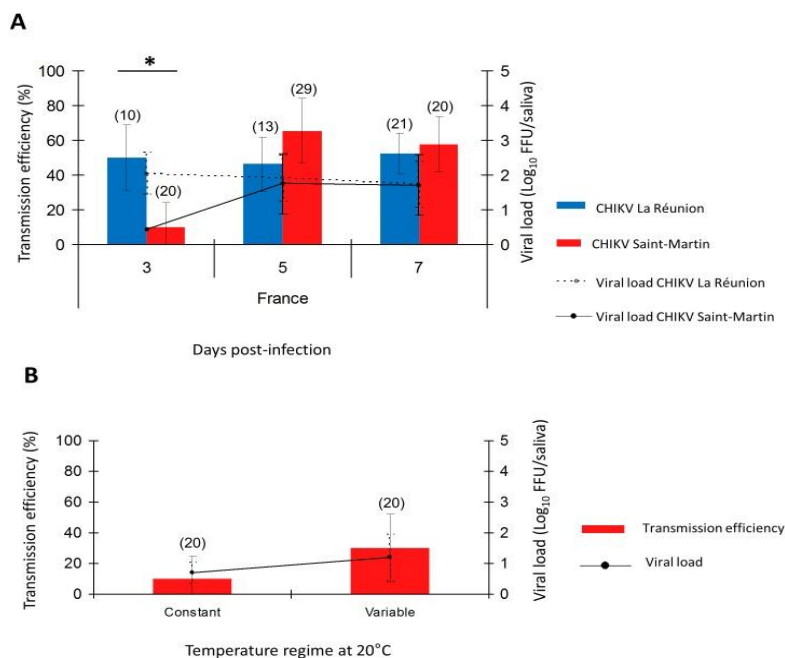 A
*
100
80
60
40
20
0
Transmission efficiency (%)
(10)
(20)
(13)
(29)
(21)
(20)
5
4
3
2
1
0
Viral load (Log10 FFU/saliva)
3 5 7
France
Days post-infection
CHIKV La Réunion
CHIKV Saint-Martin
Viral load CHIKV La Réunion
Viral load CHIKV Saint-Martin
B
100
80
60
40
20
0
Transmission efficiency (%)
(20)
(20)
5
4
3
2
1
0
Viral load (Log10 FFU/saliva)
Constant Variable
Temperature regime at 20°C
Transmission efficiency
Viral load